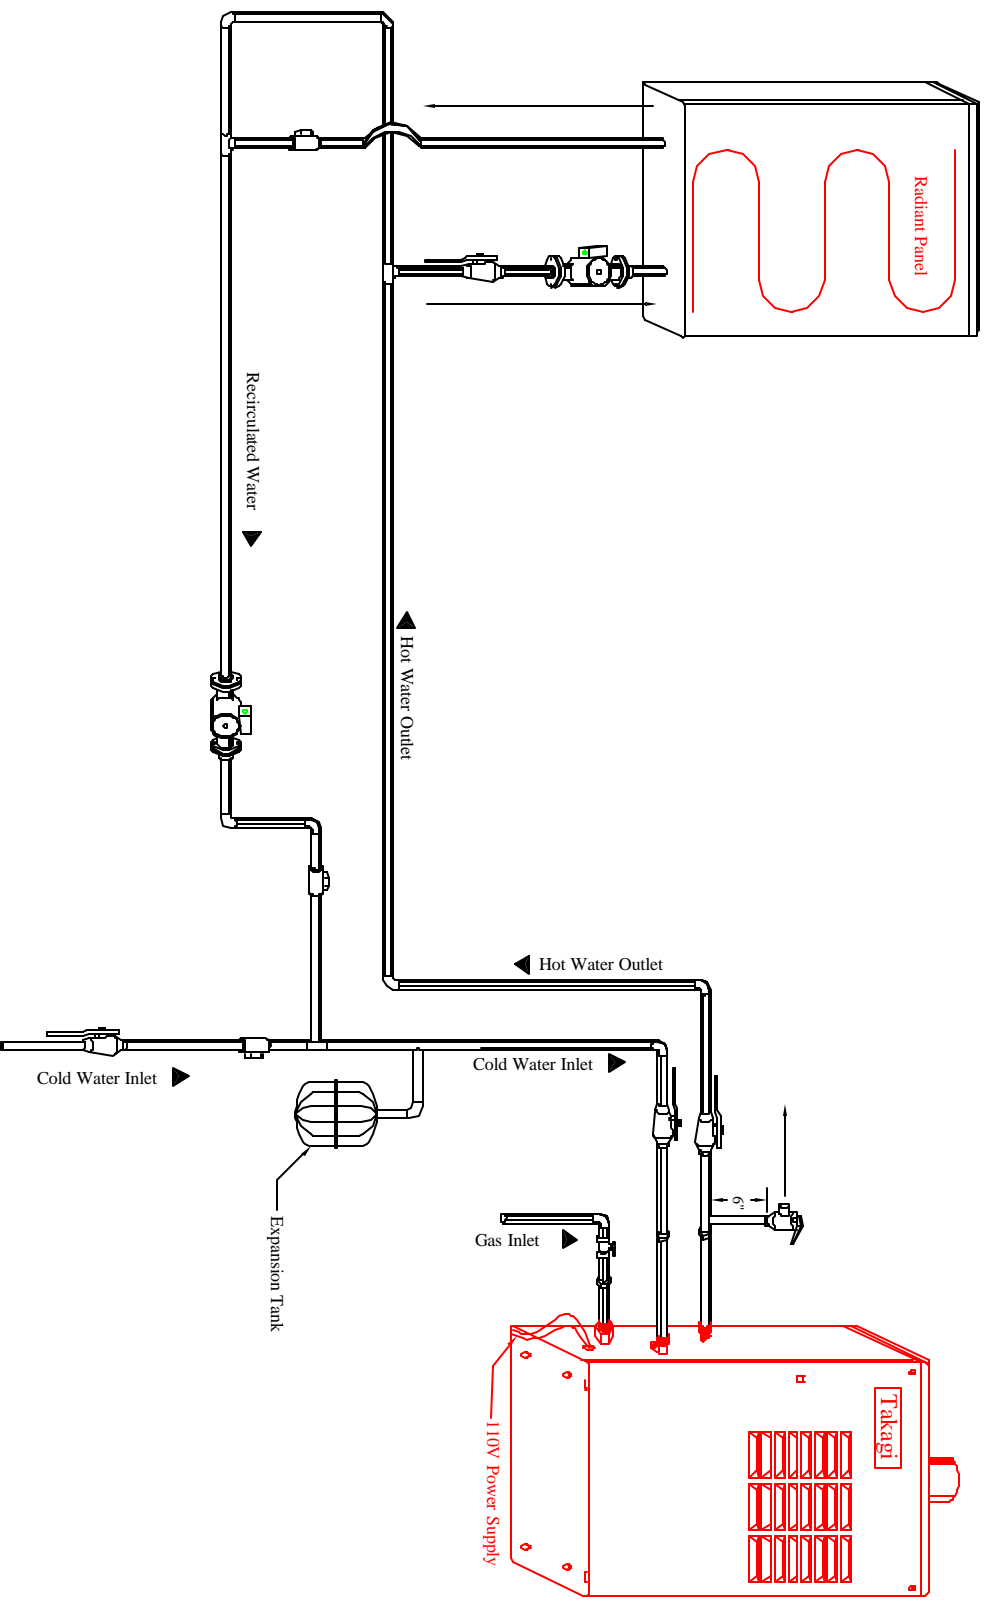 Radiant Panel
Recirculated Water
Hot Water Outlet
Hot Water Outlet
Cold Water Inlet
Cold Water Inlet
6"
Gas Inlet
Expansion Tank
Takagi
110V Power Supply